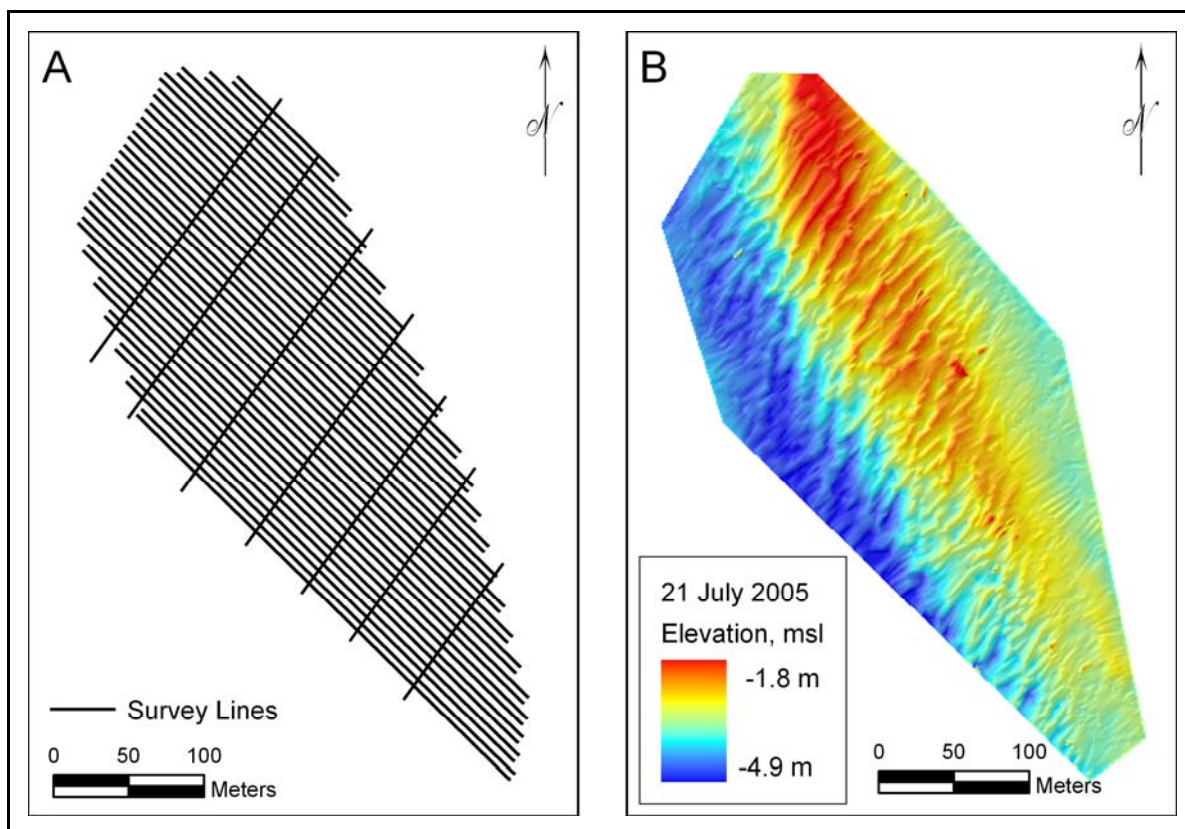 A
N
Survey Lines
0 50 100
Meters
B
N
21 July 2005
Elevation, msl
-1.8 m
-4.9 m
0 50 100
Meters